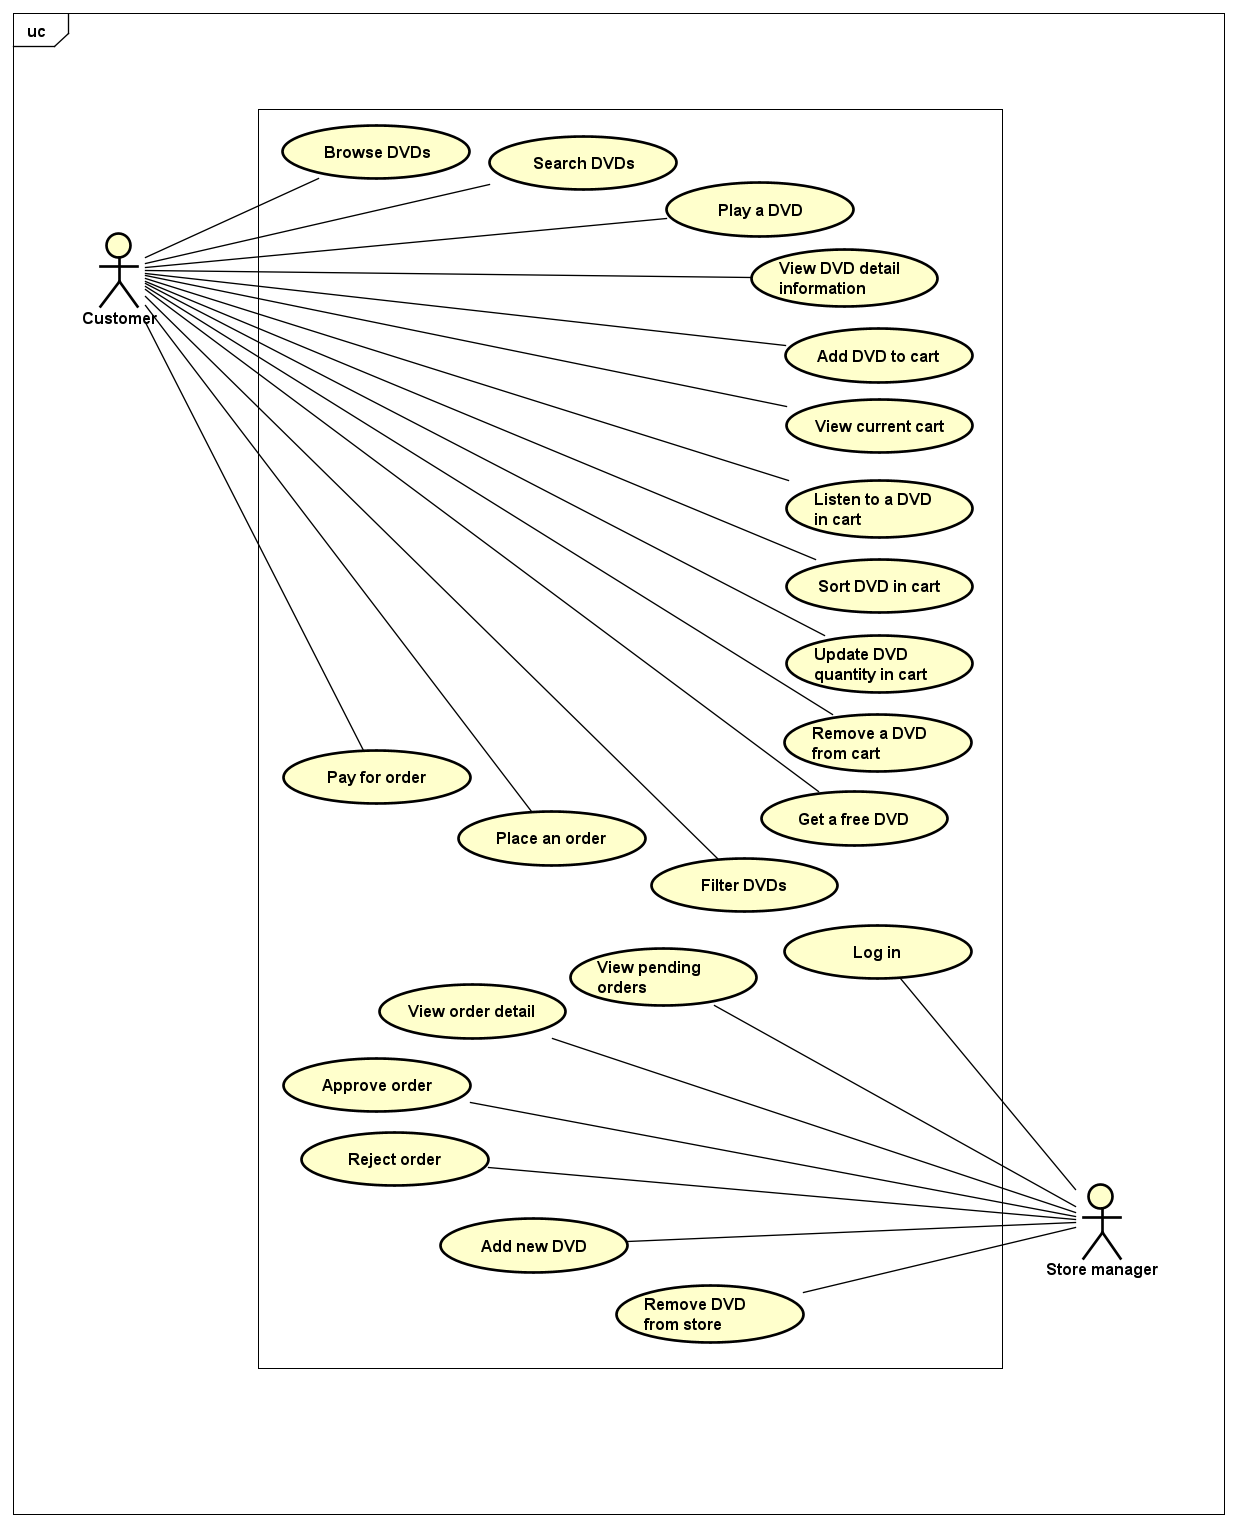 uc
Browse DVDs
Search DVDs
Play a DVD
View DVD detail
information
Customer
Add DVD to cart
View current cart
Listen to a DVD
in cart
Sort DVD in cart
Update DVD
quantity in cart
Remove a DVD
from cart
Pay for order
Get a free DVD
Place an order
Filter DVDs
Log in
View pending
orders
View order detail
Approve order
Reject order
Add new DVD
Store manager
Remove DVD
from store